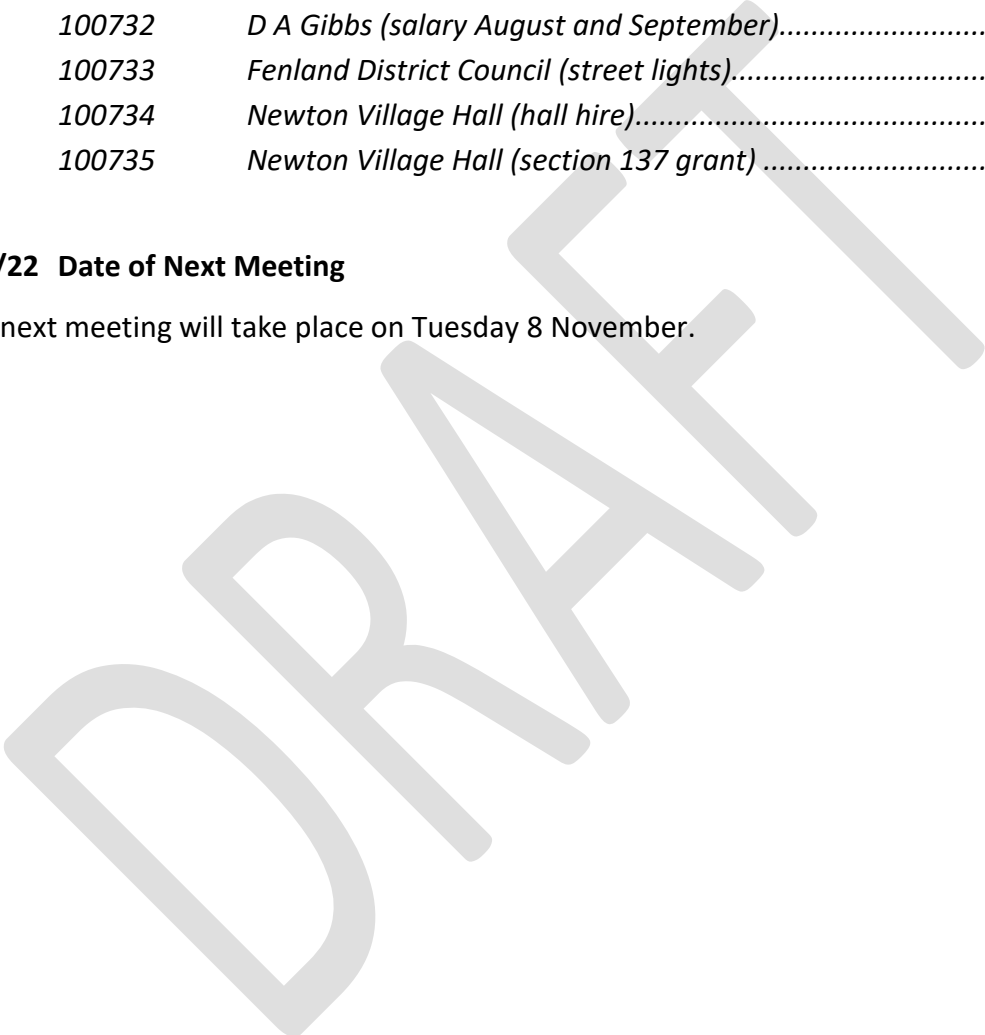 100732 D A Gibbs (salary August and September)..........................
100733 Fenland District Council (street lights)................................
100734 Newton Village Hall (hall hire)............................................
100735 Newton Village Hall (section 137 grant) ............................
/22 Date of Next Meeting
next meeting will take place on Tuesday 8 November.
DRAFT